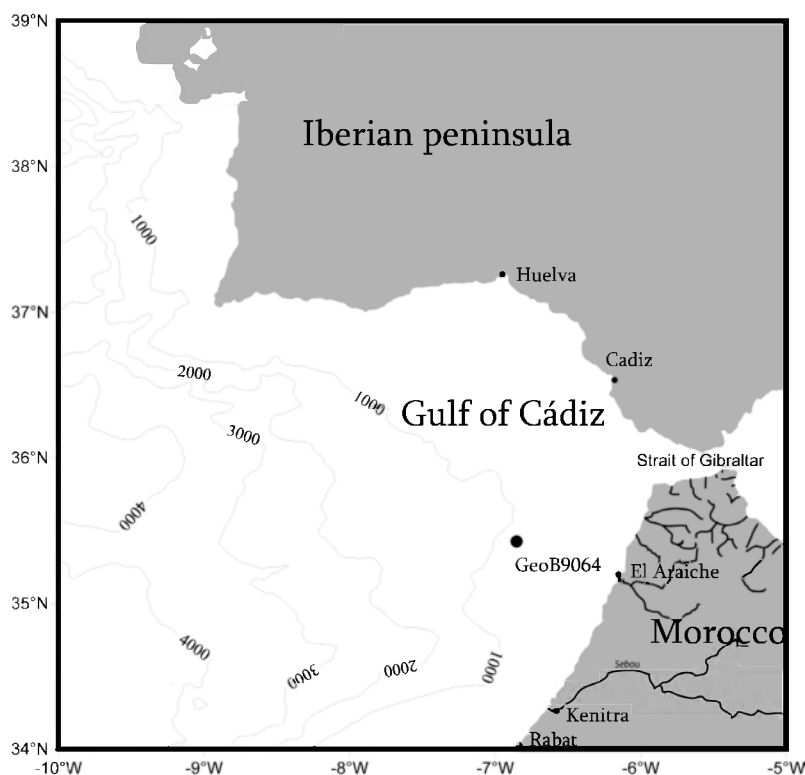 39°N
Iberian peninsula
38°N
1000
Huelva
37°N
Cadiz
2000
1000
Gulf of Cádiz
3000
36°N
Strait of Gibraltar
4000
GeoB9064
El Araiche
35°N
Morocco
4000
3000
2000
1000
Sebou
Kenitra
Rabat
34°N
-10°W -9°W -8°W -7°W -6°W -5°W